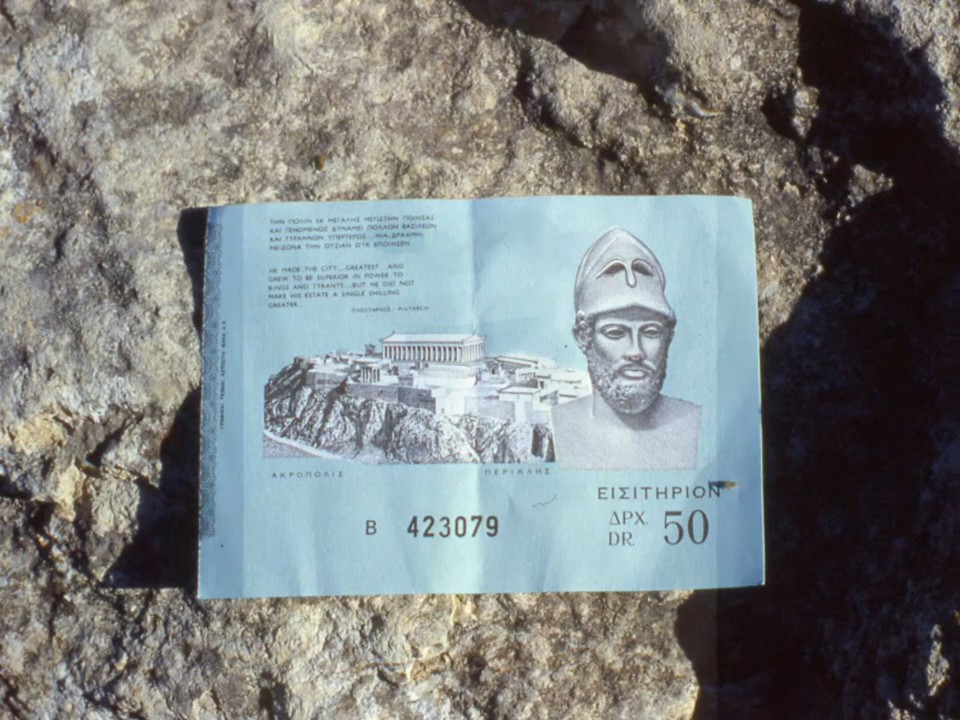 ΤΗΝ ΠΟΛΙΝ ΕΚ ΜΕΓΑΛΗΣ ΜΕΓΙΣΤΗΝ ΠΟΙΗΣΑΣ
ΚΑΙ ΓΕΝΟΜΕΝΟΣ ΔΥΝΑΜΕΙ ΠΟΛΛΩΝ ΒΑΣΙΛΕΩΝ
ΚΑΙ ΤΥΡΑΝΝΩΝ ΥΠΕΡΤΕΡΟΣ...ΜΙΑ, ΔΡΑΧΜΗ,
ΜΕΙΖΟΝΑ ΤΗΝ ΟΥΣΙΑΝ ΟΥΚ ΕΠΟΙΗΣΕΝ
HE MADE THE CITY...GREATEST AND
GREW TO BE SUPERIOR IN POWER TO
KINGS AND TYRANTS...BUT HE DID NOT
MAKE HIS ESTATE A SINGLE SHILLING
GREATER.
ΠΛΟΥΤΑΡΧΟΣ - PLUTARCH
ΑΚΡΟΠΟΛΙΣ
ΠΕΡΙΚΛΗΣ
ΕΙΣΙΤΗΡΙΟΝ
B 423079
ΔΡΧ. 50
DR.